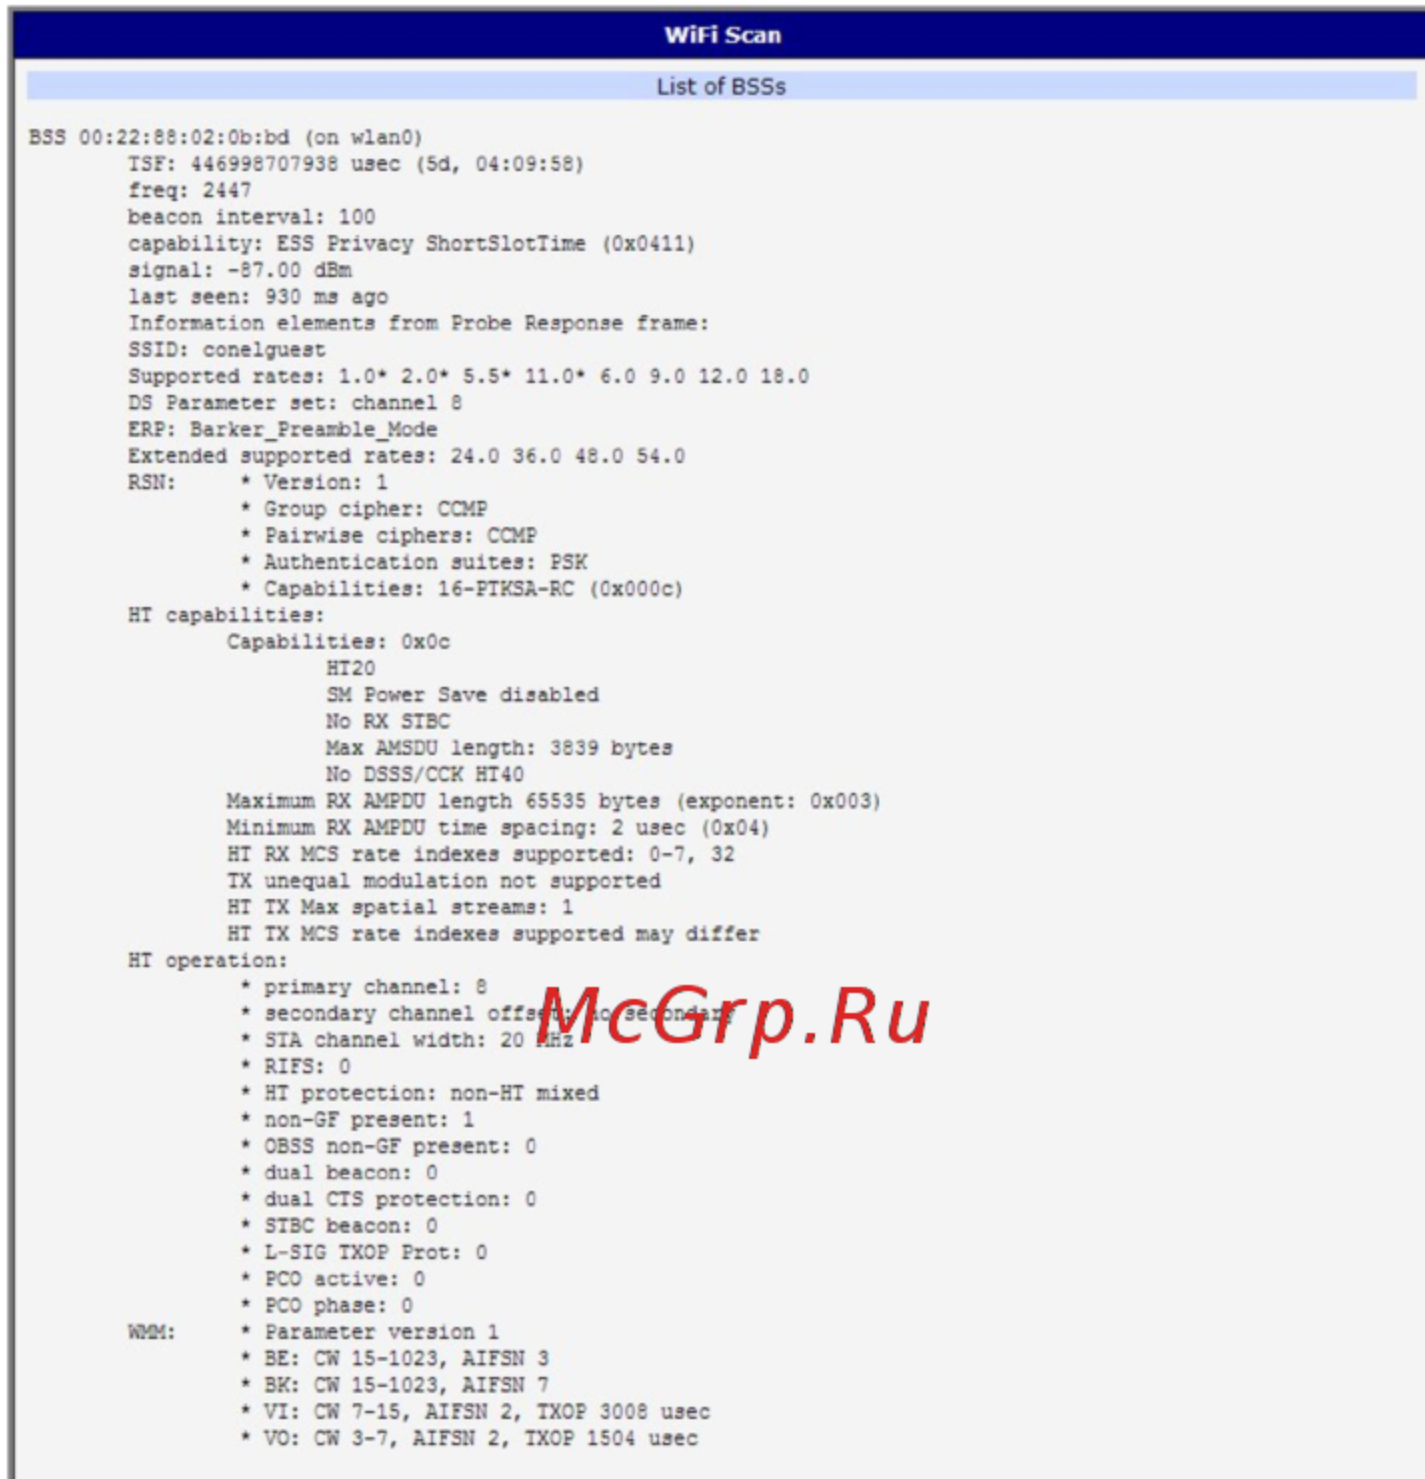 WiFi Scan
List of BSSs
BSS 00:22:88:02:0b:bd (on wlan0)
TSF: 446998707938 usec (5d, 04:09:58)
freq: 2447
beacon interval: 100
capability: ESS Privacy ShortSlotTime (0x0411)
signal: -87.00 dBm
last seen: 930 ms ago
Information elements from Probe Response frame:
SSID: conelguest
Supported rates: 1.0* 2.0* 5.5* 11.0* 6.0 9.0 12.0 18.0
DS Parameter set: channel 8
ERP: Barker_Preamble_Mode
Extended supported rates: 24.0 36.0 48.0 54.0
RSN: * Version: 1
* Group cipher: CCMP
* Pairwise ciphers: CCMP
* Authentication suites: PSK
* Capabilities: 16-PTKSA-RC (0x000c)
HT capabilities:
Capabilities: 0x0c
HT20
SM Power Save disabled
No RX STBC
Max AMSDU length: 3839 bytes
No DSSS/CCK HT40
Maximum RX AMPDU length 65535 bytes (exponent: 0x003)
Minimum RX AMPDU time spacing: 2 usec (0x04)
HT RX MCS rate indexes supported: 0-7, 32
TX unequal modulation not supported
HT TX Max spatial streams: 1
HT TX MCS rate indexes supported may differ
HT operation:
* primary channel: 8
* secondary channel offset: no secondary
* STA channel width: 20 MHz
McGrp.Ru
* RIFS: 0
* HT protection: non-HT mixed
* non-GF present: 1
* OBSS non-GF present: 0
* dual beacon: 0
* dual CTS protection: 0
* STBC beacon: 0
* L-SIG TXOP Prot: 0
* PCO active: 0
* PCO phase: 0
WMM: * Parameter version 1
* BE: CW 15-1023, AIFSN 3
* BK: CW 15-1023, AIFSN 7
* VI: CW 7-15, AIFSN 2, TXOP 3008 usec
* VO: CW 3-7, AIFSN 2, TXOP 1504 usec